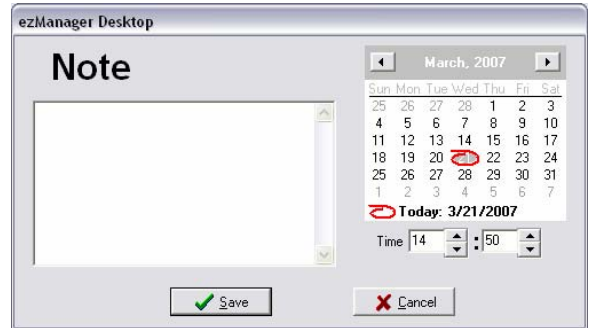 ezManager Desktop
Note
March, 2007
Sun Mon Tue Wed Thu Fri Sat
25 26 27 28 1 2 3
4 5 6 7 8 9 10
11 12 13 14 15 16 17
18 19 20 21 22 23 24
25 26 27 28 29 30 31
1 2 3 4 5 6 7
Today: 3/21/2007
Time 14 : 50
Save
Cancel